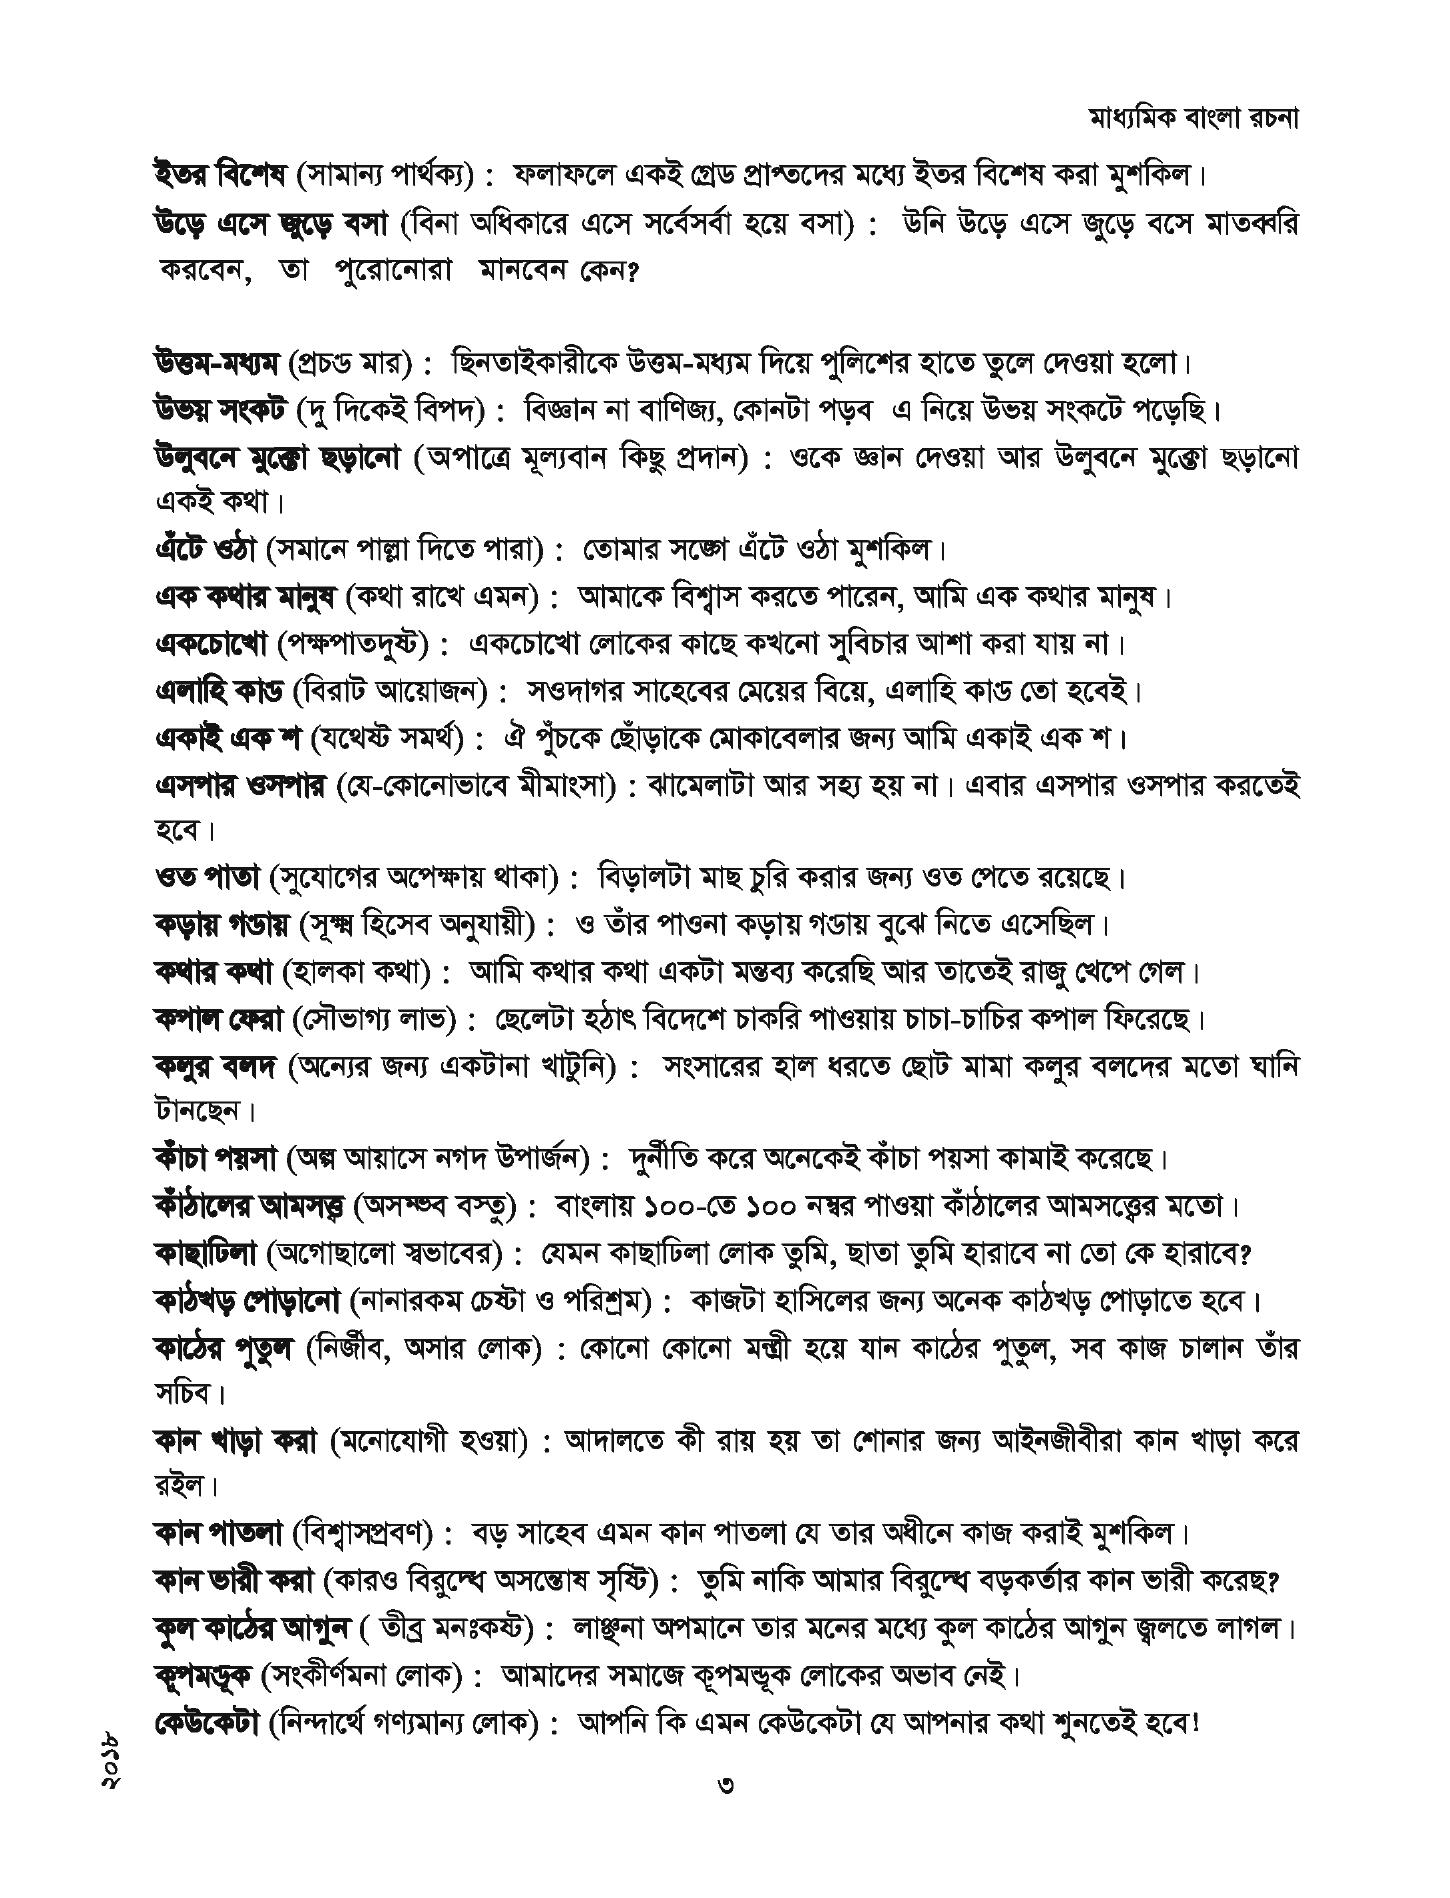 মাধ্যমিক বাংলা রচনা
ইতর বিশেষ (সামান্য পার্থক্য) : ফলাফলে একই গ্রেড প্রাপ্তদের মধ্যে ইতর বিশেষ করা মুশকিল।
উড়ে এসে জুড়ে বসা (বিনা অধিকারে এসে সর্বেসর্বা হয়ে বসা) : উনি উড়ে এসে জুড়ে বসে মাতব্বরি
করবেন, তা পুরোনোরা মানবেন কেন?
উত্তম-মধ্যম (প্রচণ্ড মার) : ছিনতাইকারীকে উত্তম-মধ্যম দিয়ে পুলিশের হাতে তুলে দেওয়া হলো।
উভয় সংকট (দু দিকেই বিপদ) : বিজ্ঞান না বাণিজ্য, কোনটা পড়ব এ নিয়ে উভয় সংকটে পড়েছি।
উলুবনে মুক্তো ছড়ানো (অপাত্রে মূল্যবান কিছু প্রদান) : ওকে জ্ঞান দেওয়া আর উলুবনে মুক্তো ছড়ানো
একই কথা।
এঁটে ওঠা (সমানে পাল্লা দিতে পারা) : তোমার সঙ্গে এঁটে ওঠা মুশকিল।
এক কথার মানুষ (কথা রাখে এমন) : আমাকে বিশ্বাস করতে পারেন, আমি এক কথার মানুষ।
একচোখো (পক্ষপাতদুষ্ট) : একচোখো লোকের কাছে কখনো সুবিচার আশা করা যায় না।
এলাহি কাণ্ড (বিরাট আয়োজন) : সওদাগর সাহেবের মেয়ের বিয়ে, এলাহি কাণ্ড তো হবেই।
একাই এক শ (যথেষ্ট সমর্থ) : ঐ পুঁচকে ছোঁড়াকে মোকাবেলার জন্য আমি একাই এক শ।
এসপার ওসপার (যে-কোনোভাবে মীমাংসা) : ঝামেলাটা আর সহ্য হয় না। এবার এসপার ওসপার করতেই
হবে।
ওত পাতা (সুযোগের অপেক্ষায় থাকা) : বিড়ালটা মাছ চুরি করার জন্য ওত পেতে রয়েছে।
কড়ায় গণ্ডায় (সূক্ষ্ম হিসেব অনুযায়ী) : ও তাঁর পাওনা কড়ায় গণ্ডায় বুঝে নিতে এসেছিল।
কথার কথা (হালকা কথা) : আমি কথার কথা একটা মন্তব্য করেছি আর তাতেই রাজু খেপে গেল।
কপাল ফেরা (সৌভাগ্য লাভ) : ছেলেটা হঠাৎ বিদেশে চাকরি পাওয়ায় চাচা-চাচির কপাল ফিরেছে।
কলুর বলদ (অন্যের জন্য একটানা খাটুনি) : সংসারের হাল ধরতে ছোট মামা কলুর বলদের মতো ঘানি
টানছেন।
কাঁচা পয়সা (অল্প আয়াসে নগদ উপার্জন) : দুর্নীতি করে অনেকেই কাঁচা পয়সা কামাই করেছে।
কাঁঠালের আমসত্ত্ব (অসম্ভব বস্তু) : বাংলায় ১০০-তে ১০০ নম্বর পাওয়া কাঁঠালের আমসত্ত্বের মতো।
কাছাঢিলা (অগোছালো স্বভাবের) : যেমন কাছাঢিলা লোক তুমি, ছাতা তুমি হারাবে না তো কে হারাবে?
কাঠখড় পোড়ানো (নানারকম চেষ্টা ও পরিশ্রম) : কাজটা হাসিলের জন্য অনেক কাঠখড় পোড়াতে হবে।
কাঠের পুতুল (নির্জীব, অসার লোক) : কোনো কোনো মন্ত্রী হয়ে যান কাঠের পুতুল, সব কাজ চালান তাঁর
সচিব।
কান খাড়া করা (মনোযোগী হওয়া) : আদালতে কী রায় হয় তা শোনার জন্য আইনজীবীরা কান খাড়া করে
রইল।
কান পাতলা (বিশ্বাসপ্রবণ) : বড় সাহেব এমন কান পাতলা যে তার অধীনে কাজ করাই মুশকিল।
কান ভারী করা (কারও বিরুদ্ধে অসন্তোষ সৃষ্টি) : তুমি নাকি আমার বিরুদ্ধে বড়কর্তার কান ভারী করেছ?
কুল কাঠের আগুন ( তীব্র মনঃকষ্ট) : লাঞ্ছনা অপমানে তার মনের মধ্যে কুল কাঠের আগুন জ্বলতে লাগল।
কূপমণ্ডূক (সংকীর্ণমনা লোক) : আমাদের সমাজে কূপমন্ডূক লোকের অভাব নেই।
কেউকেটা (নিন্দার্থে গণ্যমান্য লোক) : আপনি কি এমন কেউকেটা যে আপনার কথা শুনতেই হবে!
২০১৮
৩